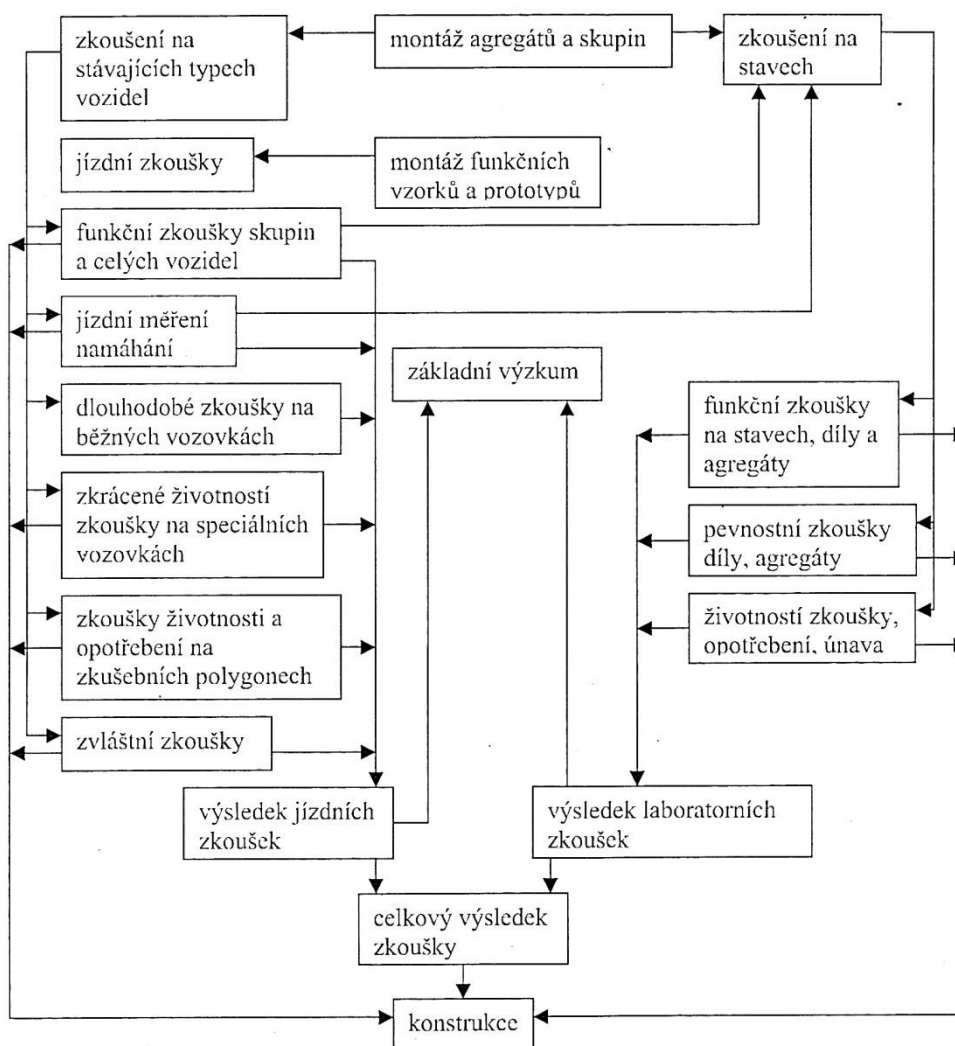 zkoušení na
stávajících typech
vozidel
montáž agregátů a skupin
zkoušení na
stavech
jízdní zkoušky
montáž funkčních
vzorků a prototypů
funkční zkoušky skupin
a celých vozidel
jízdní měření
namáhání
základní výzkum
dlouhodobé zkoušky na
běžných vozovkách
funkční zkoušky
na stavech, díly a
agregáty
zkrácené životností
zkoušky na speciálních
vozovkách
pevnostní zkoušky
díly, agregáty
zkoušky životnosti a
opotřebení na
zkušebních polygonech
životností zkoušky,
opotřebení, únava
zvláštní zkoušky
výsledek jízdních
zkoušek
výsledek laboratorních
zkoušek
celkový výsledek
zkoušky
konstrukce